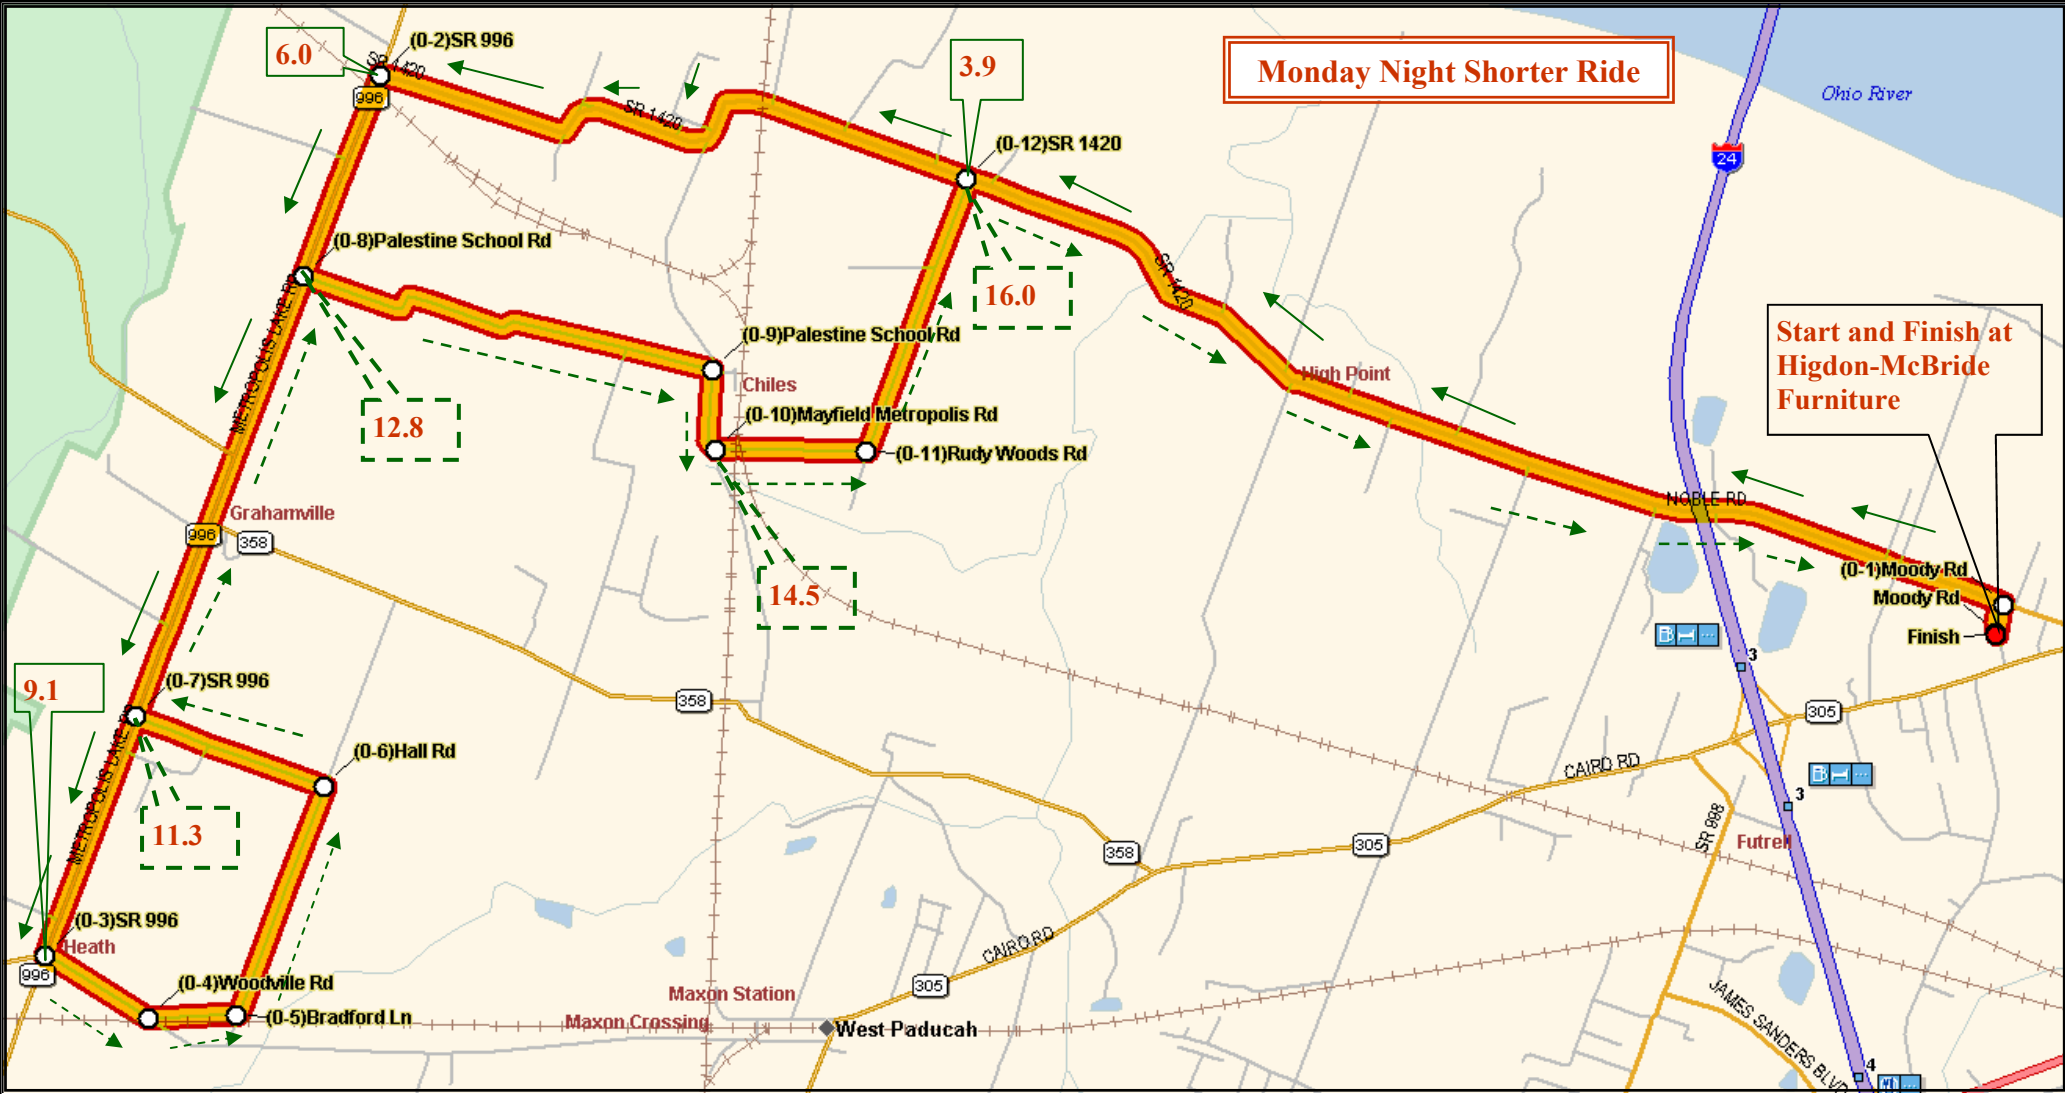 (0-2)SR 996
6.0
SR 1420
996
3.9
Monday Night Shorter Ride
Ohio River
24
SR 1420
(0-12)SR 1420
(0-8)Palestine School Rd
METROPOLIS LAKE RD
SR 1420
16.0
(0-9)Palestine School Rd
Start and Finish at
Higdon-McBride
Furniture
High Point
Chiles
12.8
(0-10)Mayfield Metropolis Rd
(0-11)Rudy Woods Rd
NOBLE RD
Grahamville
996
358
(0-1)Moody Rd
Moody Rd
14.5
Finish
3
(0-7)SR 996
9.1
358
305
METROPOLIS LAKE RD
(0-6)Hall Rd
CAIRO RD
3
11.3
SR 998
Futrell
358
305
(0-3)SR 996
Heath
CAIRO RD
996
(0-4)Woodville Rd
305
Maxon Station
JAMES SANDERS BLVD
(0-5)Bradford Ln
Maxon Crossing
West Paducah
4